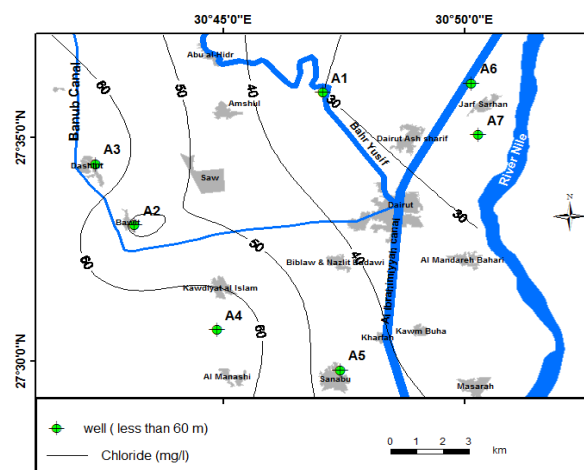 30°45'0"E
30°50'0"E
27°35'0"N
27°30'0"N
Abu al-Hidr
A1
A6
60
50
40
30
Banub Canal
Amshul
Jarf Sarhan
Bahr Yusif
Dairut Ash sharif
A7
River Nile
A3
Dashlut
Saw
Dairut
30
A2
Bawit
60
50
40
Biblaw & Nazlit Badawi
Al Mandareh Bahari
Al Ibrahimiyyah canal
Kawdiyat al Islam
A4
60
Kharfan
Kawm Buha
A5
Al Manashi
Sanabu
Masarah
well ( less than 60 m)
Chloride (mg/l)
0 1 2 3
km